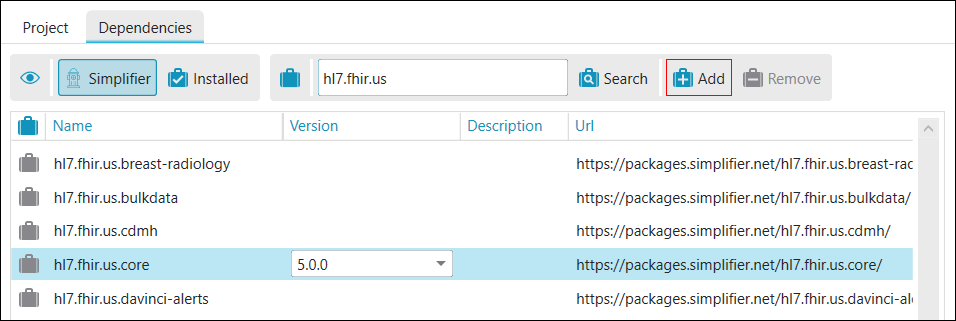 Project Dependencies
Simplifier Installed hl7.fhir.us Search Add Remove
Name Version Description Url
hl7.fhir.us.breast-radiology https://packages.simplifier.net/hl7.fhir.us.breast-rac
hl7.fhir.us.bulkdata https://packages.simplifier.net/hl7.fhir.us.bulkdata/
hl7.fhir.us.cdmh https://packages.simplifier.net/hl7.fhir.us.cdmh/
hl7.fhir.us.core 5.0.0 https://packages.simplifier.net/hl7.fhir.us.core/
hl7.fhir.us.davinci-alerts https://packages.simplifier.net/hl7.fhir.us.davinci-ale